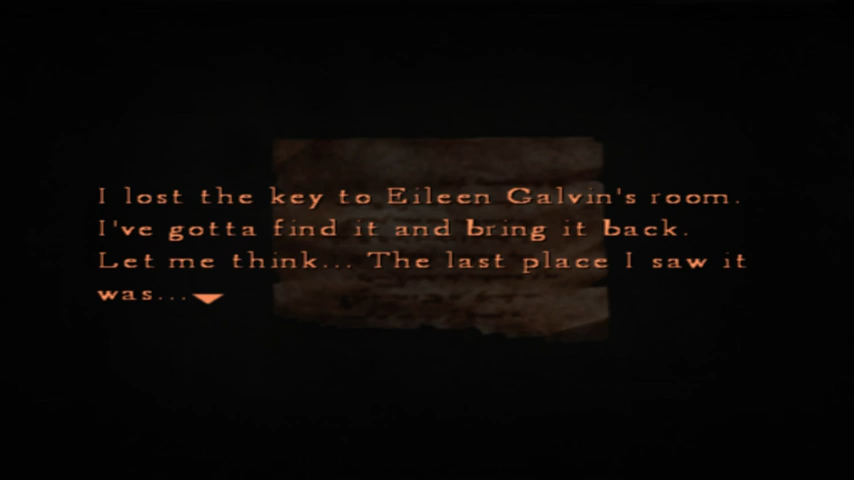 I lost the key to Eileen Galvin's room.
I've gotta find it and bring it back.
Let me think... The last place I saw it
was...